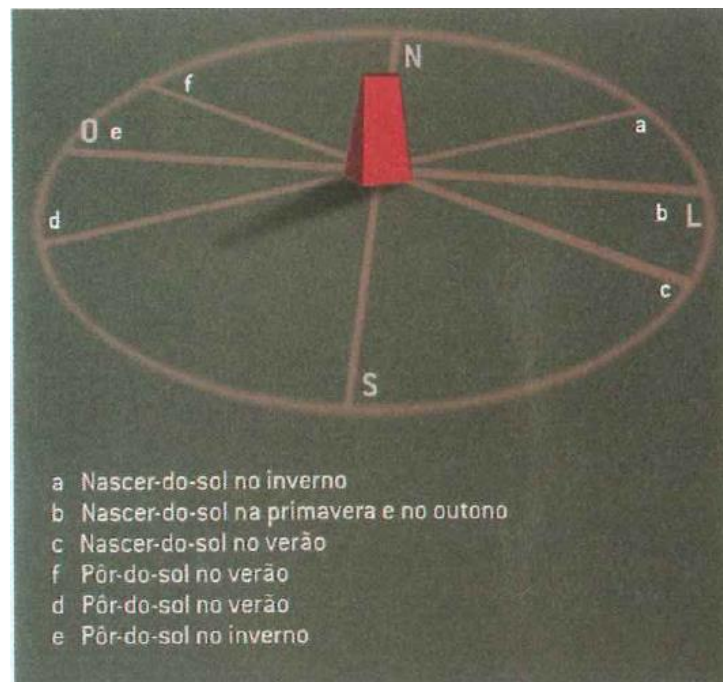 N
f
a
O e
b L
d
c
S
a Nascer-do-sol no inverno
b Nascer-do-sol na primavera e no outono
c Nascer-do-sol no verão
f Pôr-do-sol no verão
d Pôr-do-sol no verão
e Pôr-do-sol no inverno